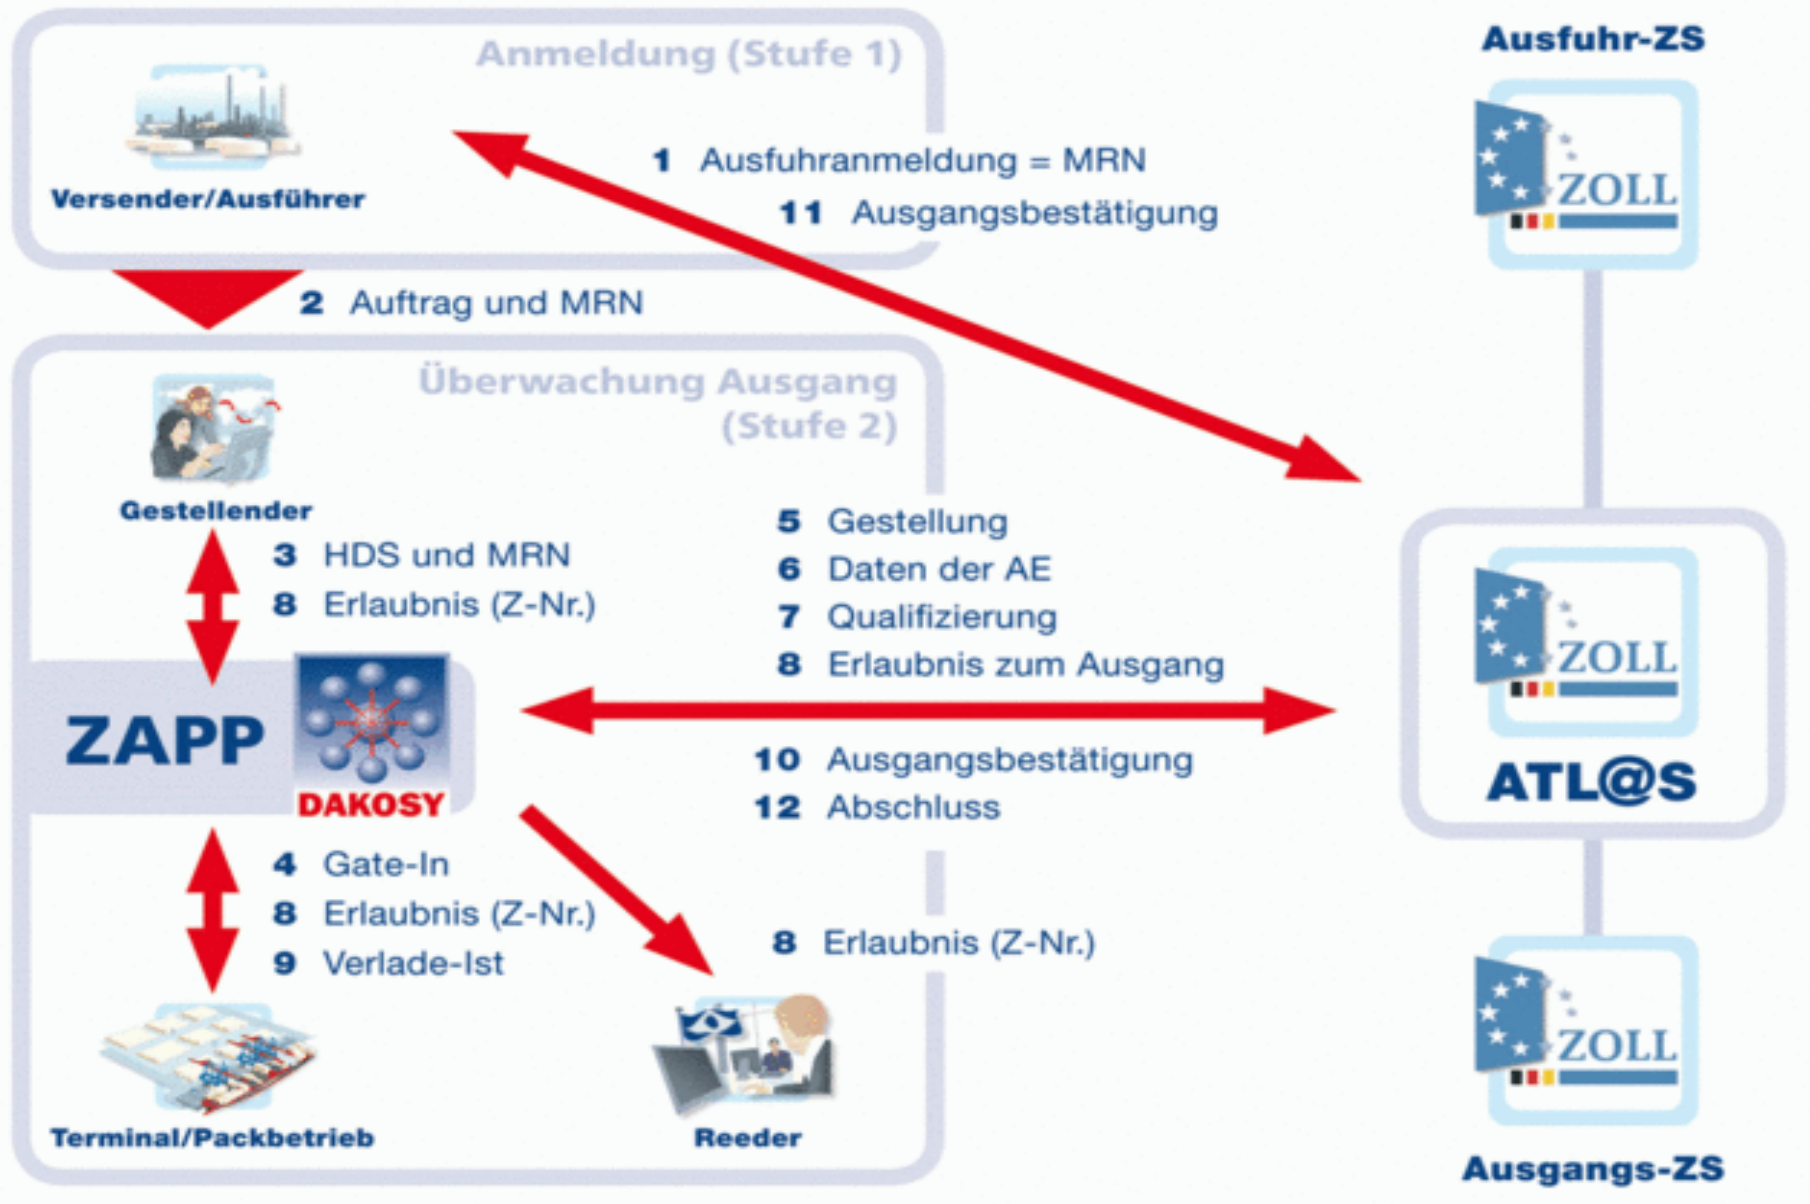 Anmeldung (Stufe 1)
Ausfuhr-ZS
ZOLL
Versender/Ausführer
1 Ausfuhranmeldung = MRN
11 Ausgangsbestätigung
2 Auftrag und MRN
Überwachung Ausgang
(Stufe 2)
Gestellender
3 HDS und MRN
8 Erlaubnis (Z-Nr.)
5 Gestellung
6 Daten der AE
7 Qualifizierung
8 Erlaubnis zum Ausgang
ZOLL
ATL@S
ZAPP
DAKOSY
10 Ausgangsbestätigung
12 Abschluss
4 Gate-In
8 Erlaubnis (Z-Nr.)
9 Verlade-Ist
8 Erlaubnis (Z-Nr.)
ZOLL
Terminal/Packbetrieb
Reeder
Ausgangs-ZS